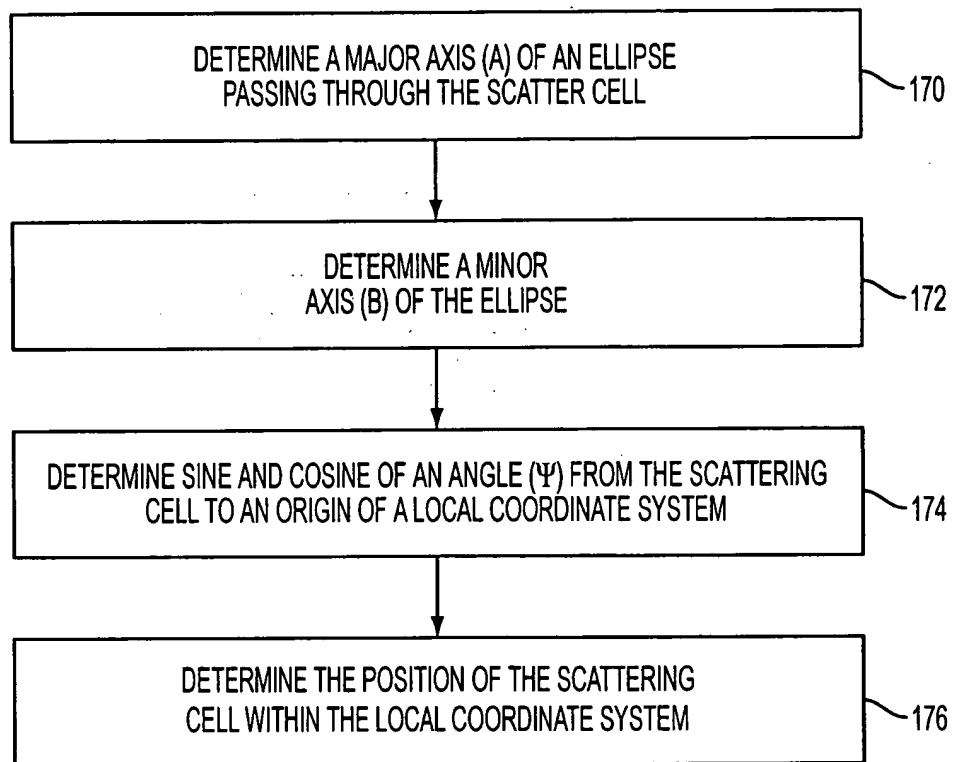 DETERMINE A MAJOR AXIS (A) OF AN ELLIPSE
PASSING THROUGH THE SCATTER CELL
170
DETERMINE A MINOR
AXIS (B) OF THE ELLIPSE
172
DETERMINE SINE AND COSINE OF AN ANGLE (Ψ) FROM THE SCATTERING
CELL TO AN ORIGIN OF A LOCAL COORDINATE SYSTEM
174
DETERMINE THE POSITION OF THE SCATTERING
CELL WITHIN THE LOCAL COORDINATE SYSTEM
176